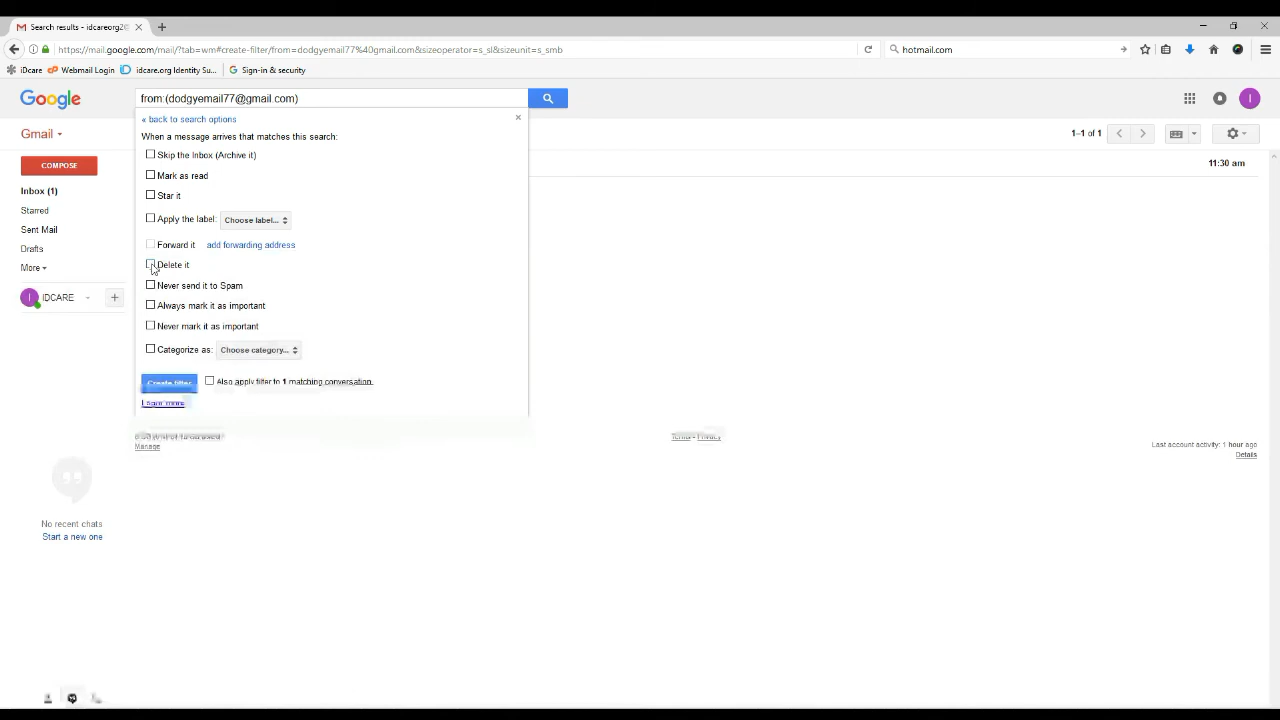 Search results - idcareorg2
https://mail.google.com/mail/?tab=wm#create-filter/from=dodgyemail77%40gmail.com&sizeoperator=s_sl&sizeunit=s_smb
hotmail.com
iDcare
Webmail Login
idcare.org Identity Su...
Sign-in & security
Google
from:(dodgyemail77@gmail.com)
« back to search options
When a message arrives that matches this search:
Gmail
1–1 of 1
Skip the Inbox (Archive it)
11:30 am
COMPOSE
Mark as read
Inbox (1)
Star it
Starred
Apply the label: Choose label...
Sent Mail
Forward it add forwarding address
Drafts
Delete it
More
Never send it to Spam
I IDCARE
Always mark it as important
Never mark it as important
Categorize as: Choose category...
Create filter
Also apply filter to 1 matching conversation.
Learn more
Terms - Privacy
Manage
Last account activity: 1 hour ago
Details
No recent chats
Start a new one